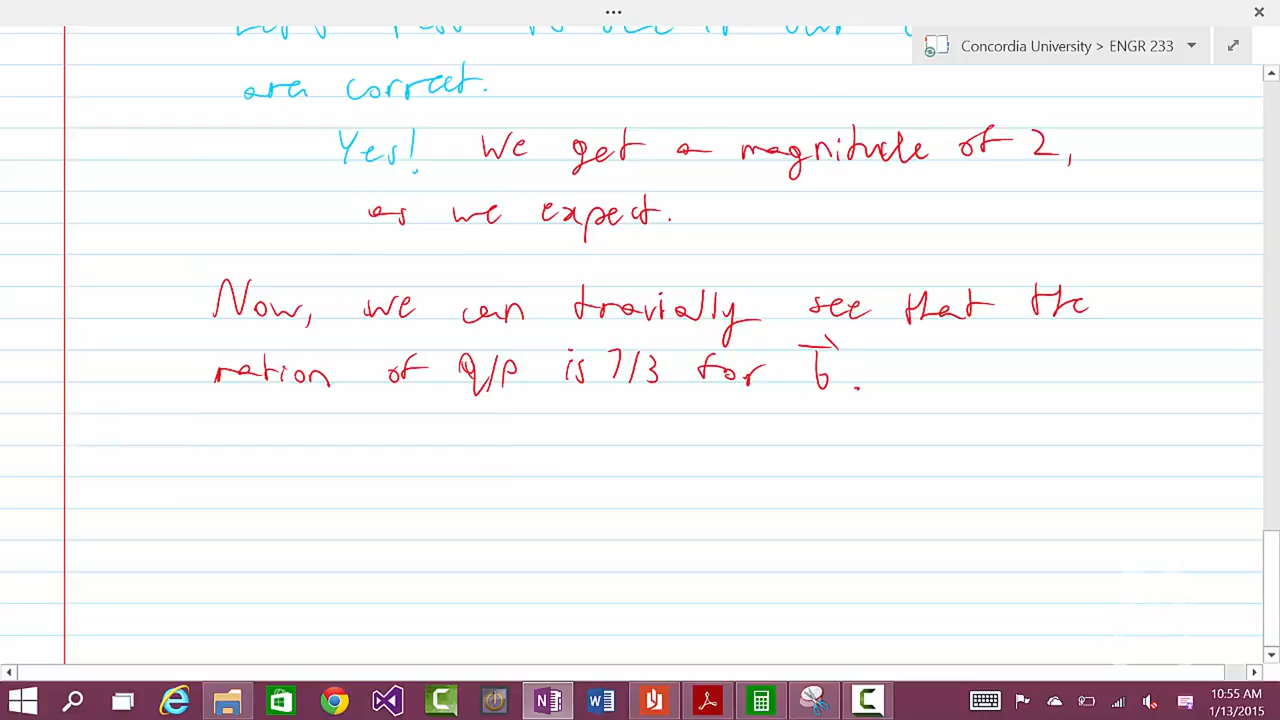 Concordia University > ENGR 233
are correct.
Yes! We get a magnitude of 2,
as we expect.
Now, we can travially see that the
ration of q/p is 7/3 for b.
10:55 AM
1/13/2015